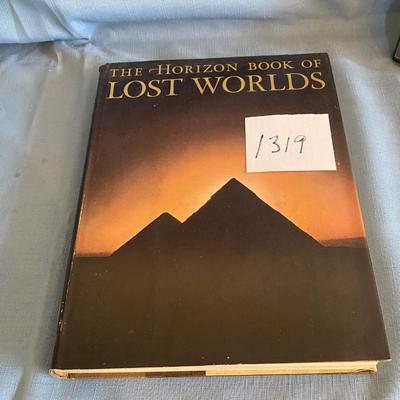 THE HORIZON BOOK OF
LOST WORLDS
1319